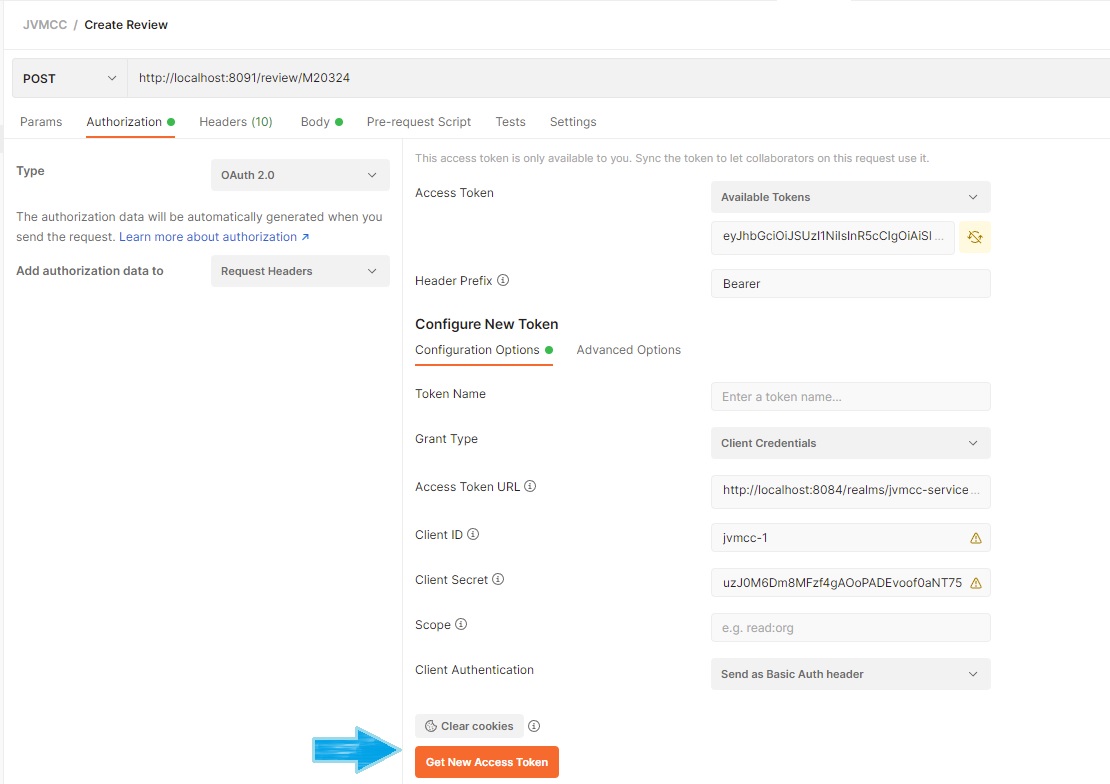 JVMCC / Create Review
POST http://localhost:8091/review/M20324
Params Authorization Headers (10) Body Pre-request Script Tests Settings
This access token is only available to you. Sync the token to let collaborators on this request use it.
Type OAuth 2.0
Access Token Available Tokens
The authorization data will be automatically generated when you
send the request. Learn more about authorization ↗
eyJhbGciOiJSUzI1NiIsInR5cCIgOiAiSl ...
Add authorization data to Request Headers
Header Prefix Bearer
Configure New Token
Configuration Options Advanced Options
Token Name Enter a token name...
Grant Type Client Credentials
Access Token URL http://localhost:8084/realms/jvmcc-service ...
Client ID jvmcc-1
Client Secret uzJ0M6Dm8MFzf4gAOoPADEvoof0aNT75
Scope e.g. read:org
Client Authentication Send as Basic Auth header
Clear cookies
Get New Access Token